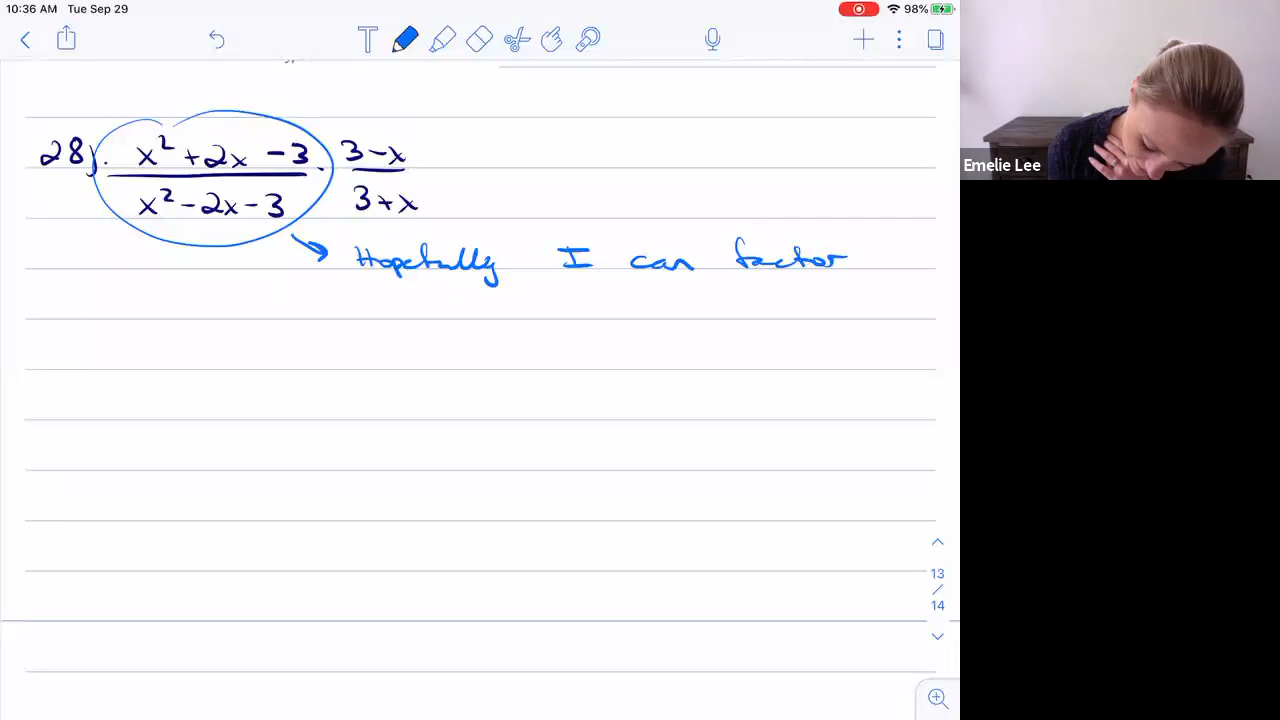 10:36 AM Tue Sep 29
98%
28). x² + 2x - 3 / x² - 2x - 3 · 3 - x / 3 + x
Hopefully I can factor
13
/
14
Emelie Lee